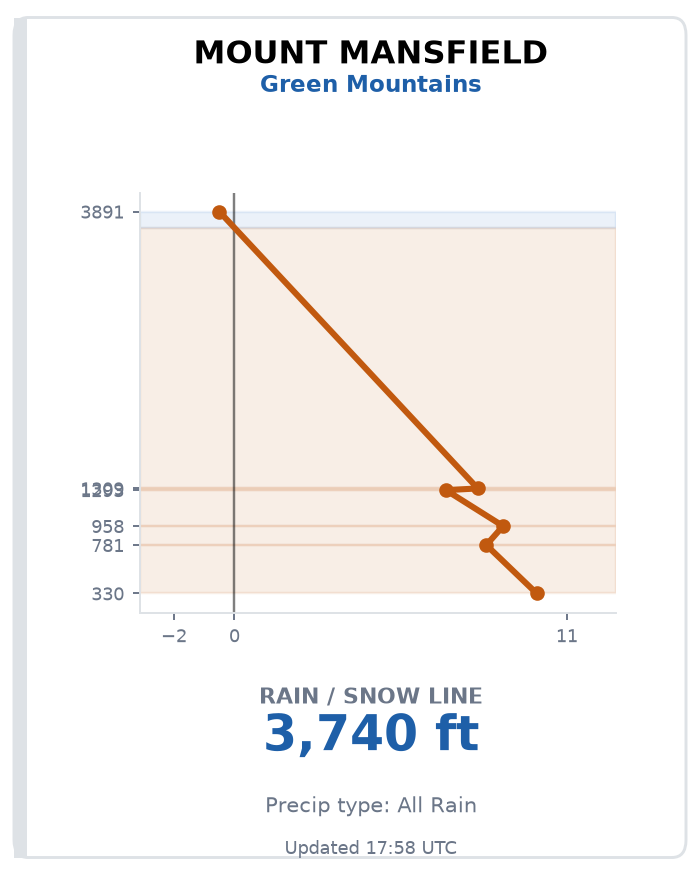 MOUNT MANSFIELD
Green Mountains
3891
958
781
330
−2
0
11
RAIN / SNOW LINE
3,740 ft
Precip type: All Rain
Updated 17:58 UTC